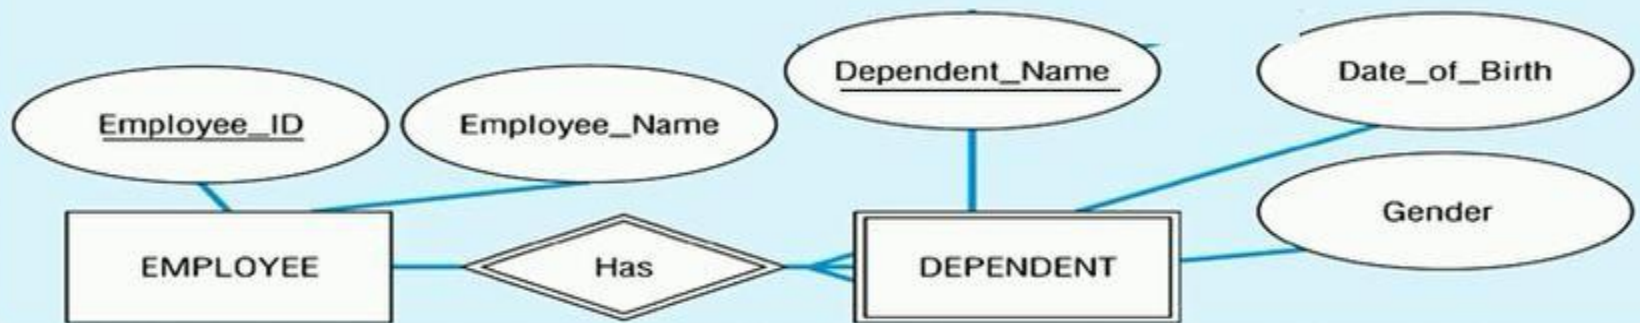 Dependent_Name
Date_of_Birth
Employee_ID
Employee_Name
Gender
EMPLOYEE
Has
DEPENDENT